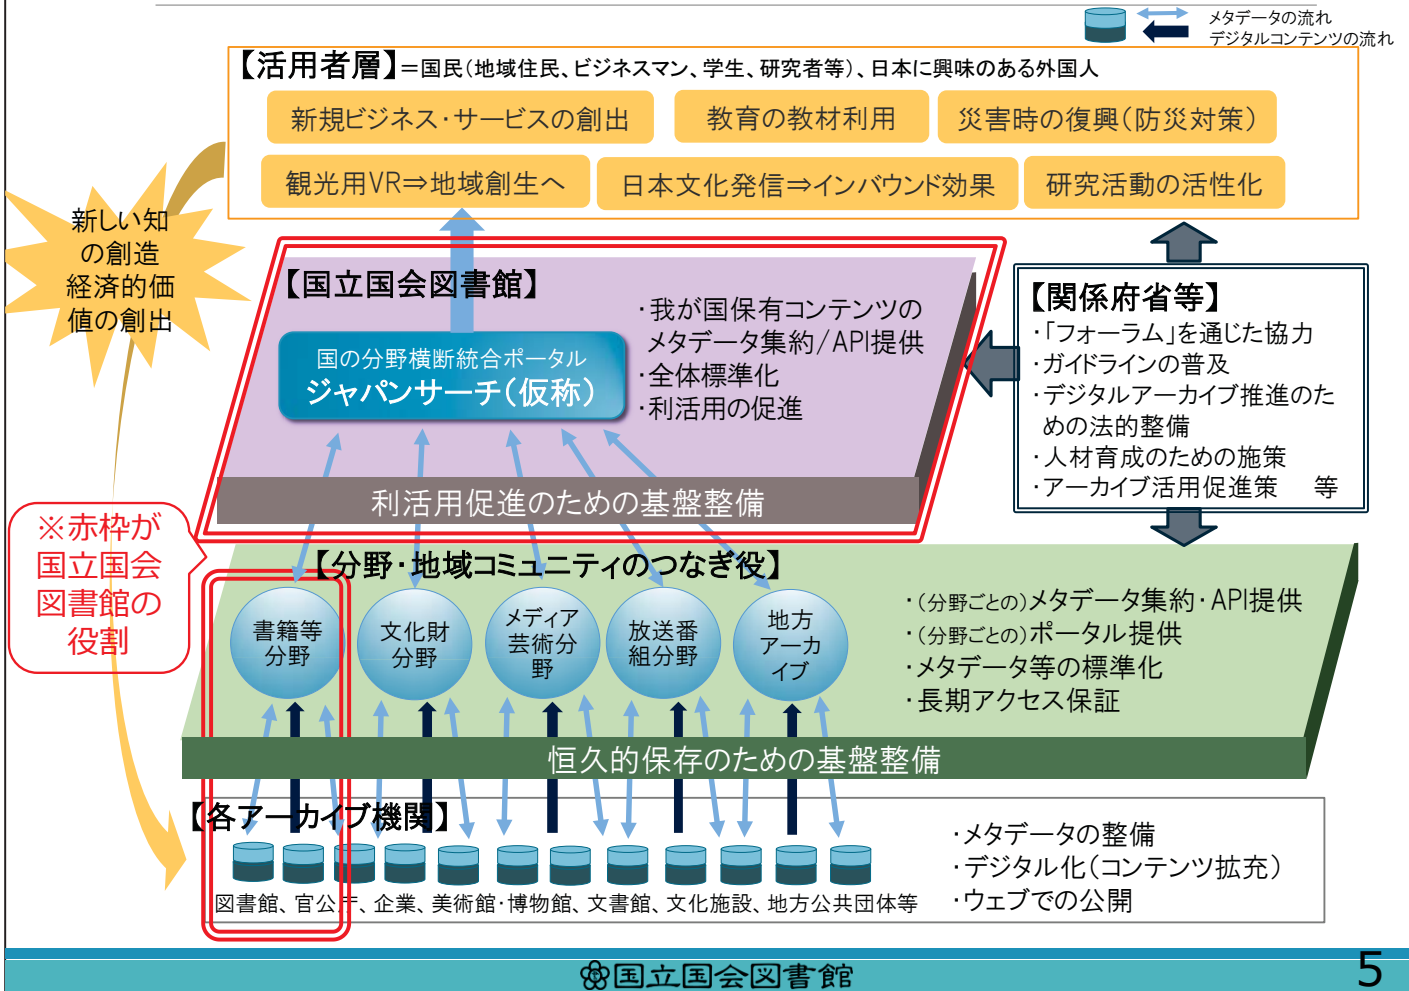 メタデータの流れ
デジタルコンテンツの流れ
【活用者層】=国民(地域住民、ビジネスマン、学生、研究者等)、日本に興味のある外国人
新規ビジネス・サービスの創出
教育の教材利用
災害時の復興(防災対策)
観光用VR⇒地域創生へ
日本文化発信⇒インバウンド効果
研究活動の活性化
新しい知
の創造
経済的価
値の創出
【国立国会図書館】
国の分野横断統合ポータル
ジャパンサーチ(仮称)
・我が国保有コンテンツの
メタデータ集約/API提供
・全体標準化
・利活用の促進
利活用促進のための基盤整備
【関係府省等】
・「フォーラム」を通じた協力
・ガイドラインの普及
・デジタルアーカイブ推進のた
めの法的整備
・人材育成のための施策
・アーカイブ活用促進策 等
※赤枠が
国立国会
図書館の
役割
【分野・地域コミュニティのつなぎ役】
書籍等
分野
文化財
分野
メディア
芸術分
野
放送番
組分野
地方
アーカ
イブ
・(分野ごとの)メタデータ集約・API提供
・(分野ごとの)ポータル提供
・メタデータ等の標準化
・長期アクセス保証
恒久的保存のための基盤整備
【各アーカイブ機関】
図書館、官公庁、企業、美術館・博物館、文書館、文化施設、地方公共団体等
・メタデータの整備
・デジタル化(コンテンツ拡充)
・ウェブでの公開
国立国会図書館
5